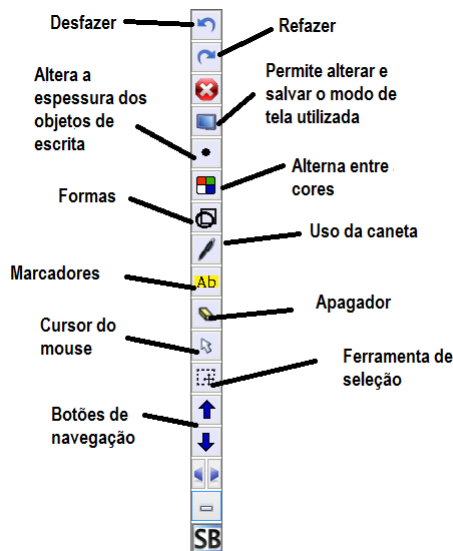 Desfazer
Refazer
Altera a
espessura dos
objetos de
escrita
Permite alterar e
salvar o modo de
tela utilizada
Alterna entre
cores
Formas
Uso da caneta
Marcadores
Ab
Apagador
Cursor do
mouse
Ferramenta de
seleção
Botões de
navegação
SB